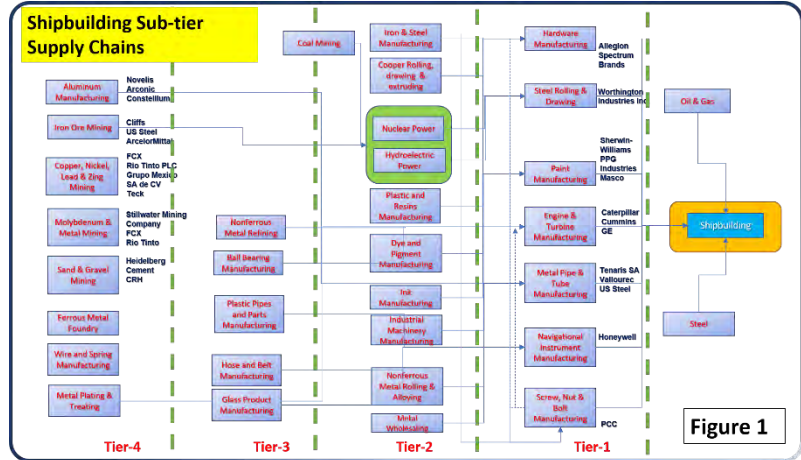 Shipbuilding Sub-tier
Supply Chains
Aluminum
Manufacturing
Novelis
Arconic
Constellium
Iron Ore Mining
Cliffs
US Steel
ArcelorMittal
Copper, Nickel,
Lead & Zing
Mining
FCX
Rio Tinto PLC
Grupo Mexico
SA de CV
Teck
Molybdenum &
Metal Mining
Stillwater Mining
Company
FCX
Rio Tinto
Sand & Gravel
Mining
Heidelberg
Cement
CRH
Ferrous Metal
Foundry
Wire and Spring
Manufacturing
Metal Plating &
Treating
Tier-4
Coal Mining
Nonferrous
Metal Refining
Ball Bearing
Manufacturing
Plastic Pipes
and Parts
Manufacturing
Hose and Belt
Manufacturing
Glass Product
Manufacturing
Tier-3
Iron & Steel
Manufacturing
Cooper Rolling,
drawing &
extruding
Nuclear Power
Hydroelectric
Power
Plastic and
Resins
Manufacturing
Dye and
Pigment
Manufacturing
Ink
Manufacturing
Industrial
Machinery
Manufacturing
Nonferrous
Metal Rolling &
Alloying
Metal
Wholesaling
Tier-2
Hardware
Manufacturing
Allegion
Spectrum
Brands
Steel Rolling &
Drawing
Worthington
Industries Inc
Paint
Manufacturing
Sherwin-
Williams
PPG
Industries
Masco
Engine &
Turbine
Manufacturing
Caterpillar
Cummins
GE
Metal Pipe &
Tube
Manufacturing
Tenaris SA
Vallourec
US Steel
Navigational
Instrument
Manufacturing
Honeywell
Screw, Nut &
Bolt
Manufacturing
PCC
Tier-1
Oil & Gas
Shipbuilding
Steel
Figure 1